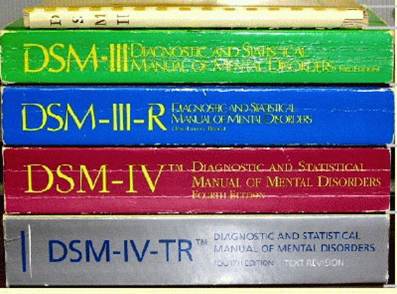 DSM-III DIAGNOSTIC AND STATISTICAL
MANUAL OF MENTAL DISORDERS
DSM-III-R DIAGNOSTIC AND STATISTICAL
MANUAL OF MENTAL DISORDERS
DSM-IV™ DIAGNOSTIC AND STATISTICAL
MANUAL OF MENTAL DISORDERS
FOURTH EDITION
DSM-IV-TR™ DIAGNOSTIC AND STATISTICAL
MANUAL OF MENTAL DISORDERS
FOURTH EDITION TEXT REVISION